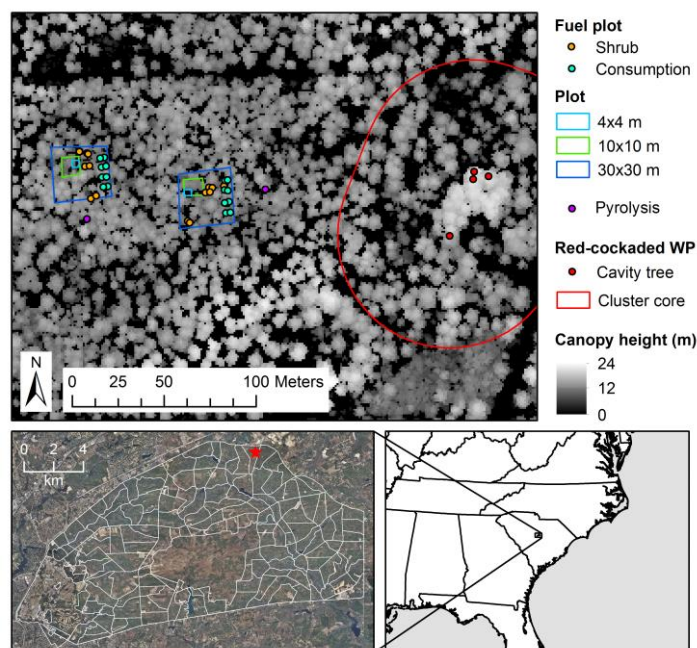 Fuel plot
Shrub
Consumption
Plot
4x4 m
10x10 m
30x30 m
Pyrolysis
Red-cockaded WP
Cavity tree
Cluster core
Canopy height (m)
24
12
0
N
0 25 50 100 Meters
0 2 4
km